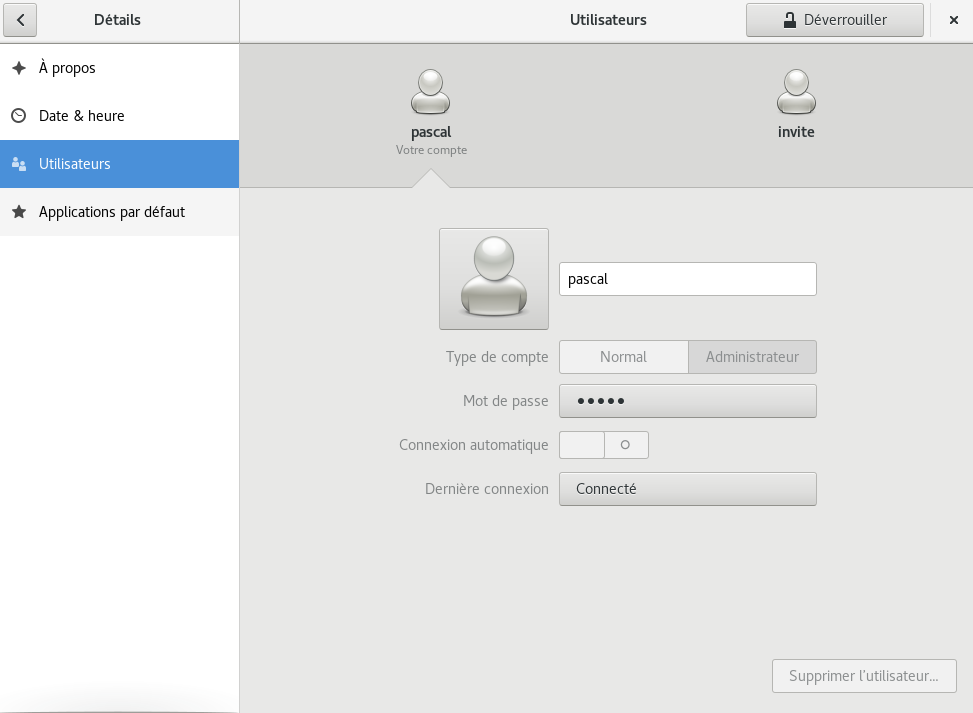 Détails
Utilisateurs
Déverrouiller
À propos
Date & heure
Utilisateurs
Applications par défaut
pascal
Votre compte
invite
pascal
Type de compte
Normal
Administrateur
Mot de passe
●●●●●
Connexion automatique
Dernière connexion
Connecté
Supprimer l'utilisateur...